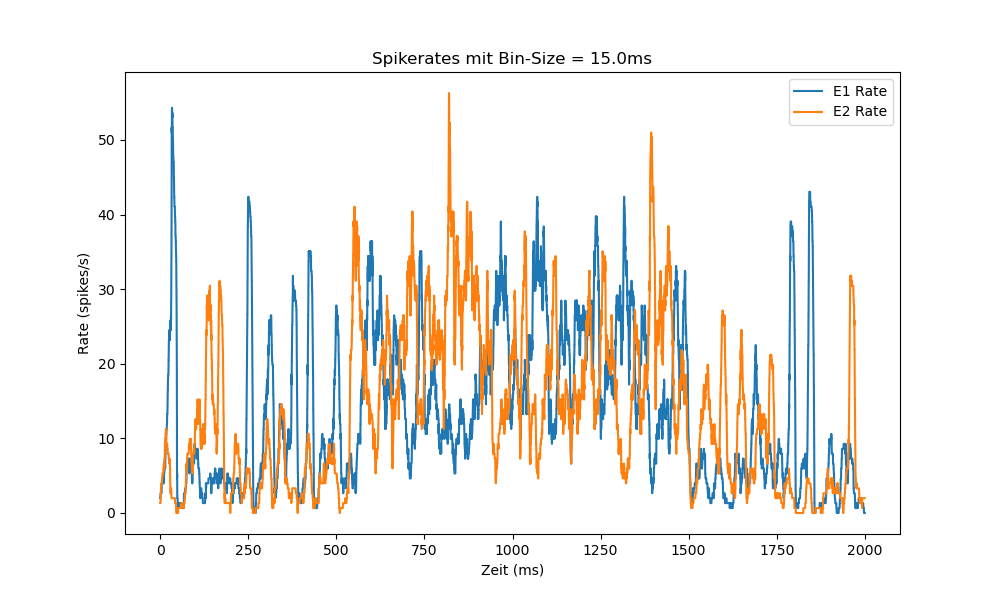 Spikerates mit Bin-Size = 15.0ms
E1 Rate
E2 Rate
Rate (spikes/s)
50
40
30
20
10
0
0 250 500 750 1000 1250 1500 1750 2000
Zeit (ms)